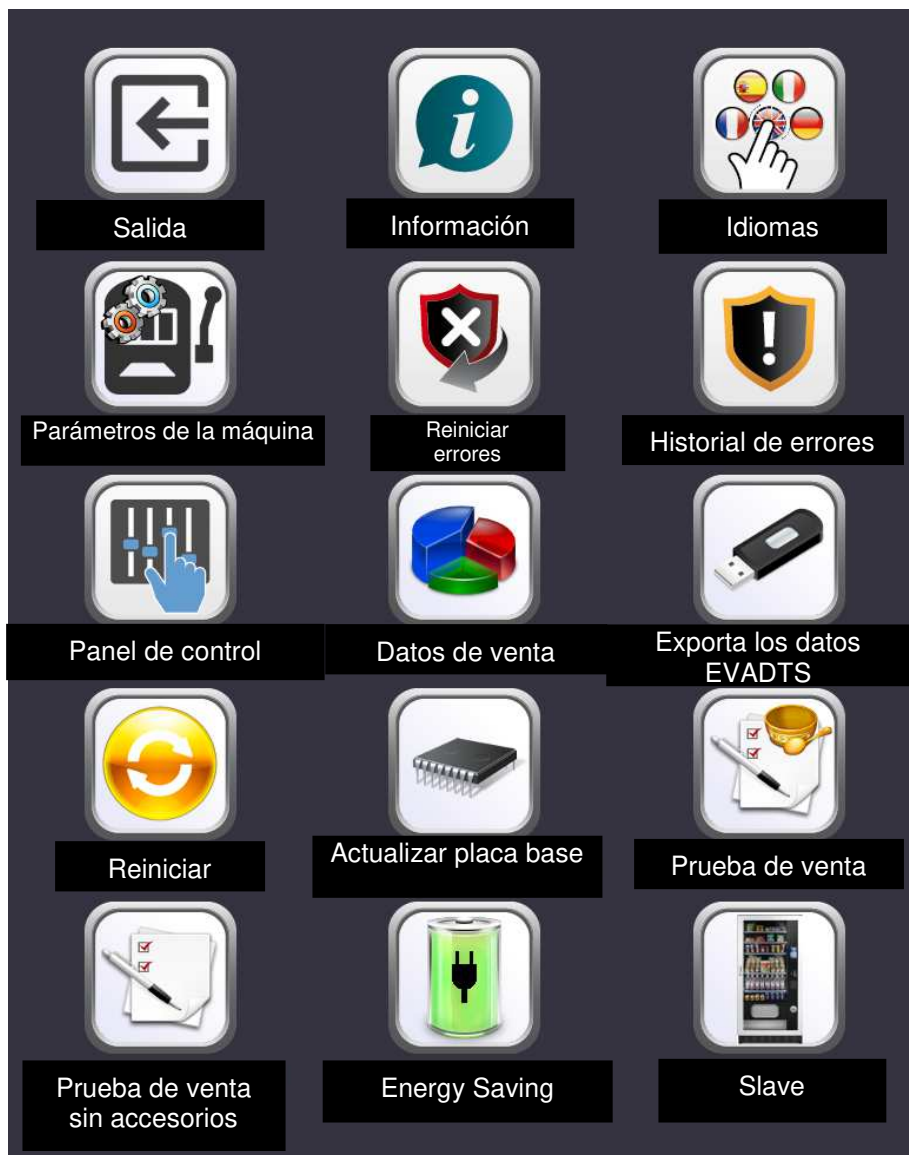 Salida
Información
Idiomas
Parámetros de la máquina
Reiniciar
errores
Historial de errores
Panel de control
Datos de venta
Exporta los datos
EVADTS
Reiniciar
Actualizar placa base
Prueba de venta
Prueba de venta
sin accesorios
Energy Saving
Slave